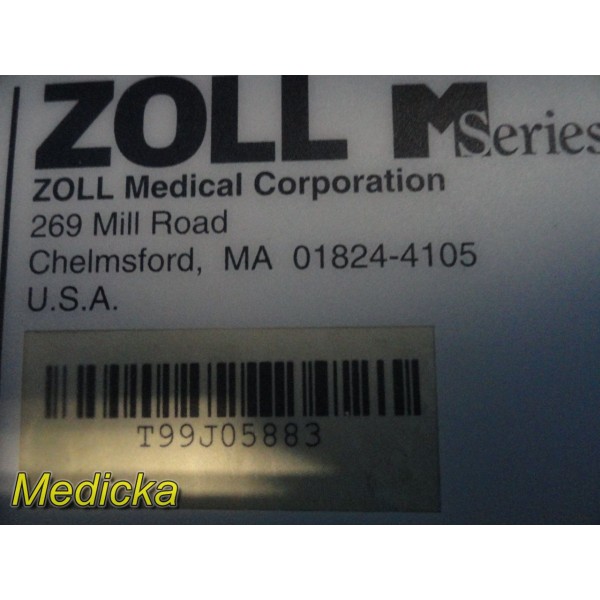 ZOLL M Series
ZOLL Medical Corporation
269 Mill Road
Chelmsford, MA 01824-4105
U.S.A.
T99J05883
Medicka